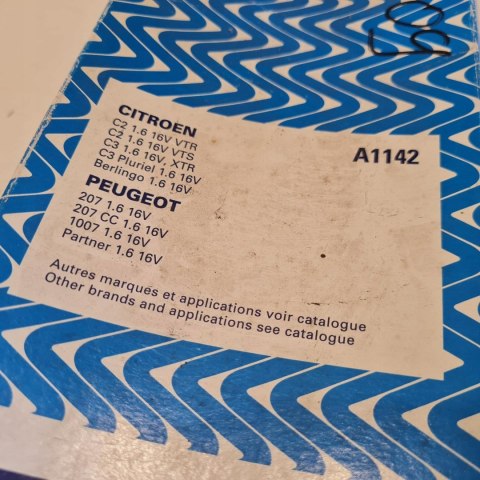 58
CITROEN
C2 1.6 16V VTR
C2 1.6 16V VTS
C3 1.6 16V, XTR
C3 Pluriel 1.6 16V
Berlingo 1.6 16V
A1142
PEUGEOT
207 1.6 16V
207 CC 1.6 16V
1007 1.6 16V
Partner 1.6 16V
Autres marques et applications voir catalogue
Other brands and applications see catalogue